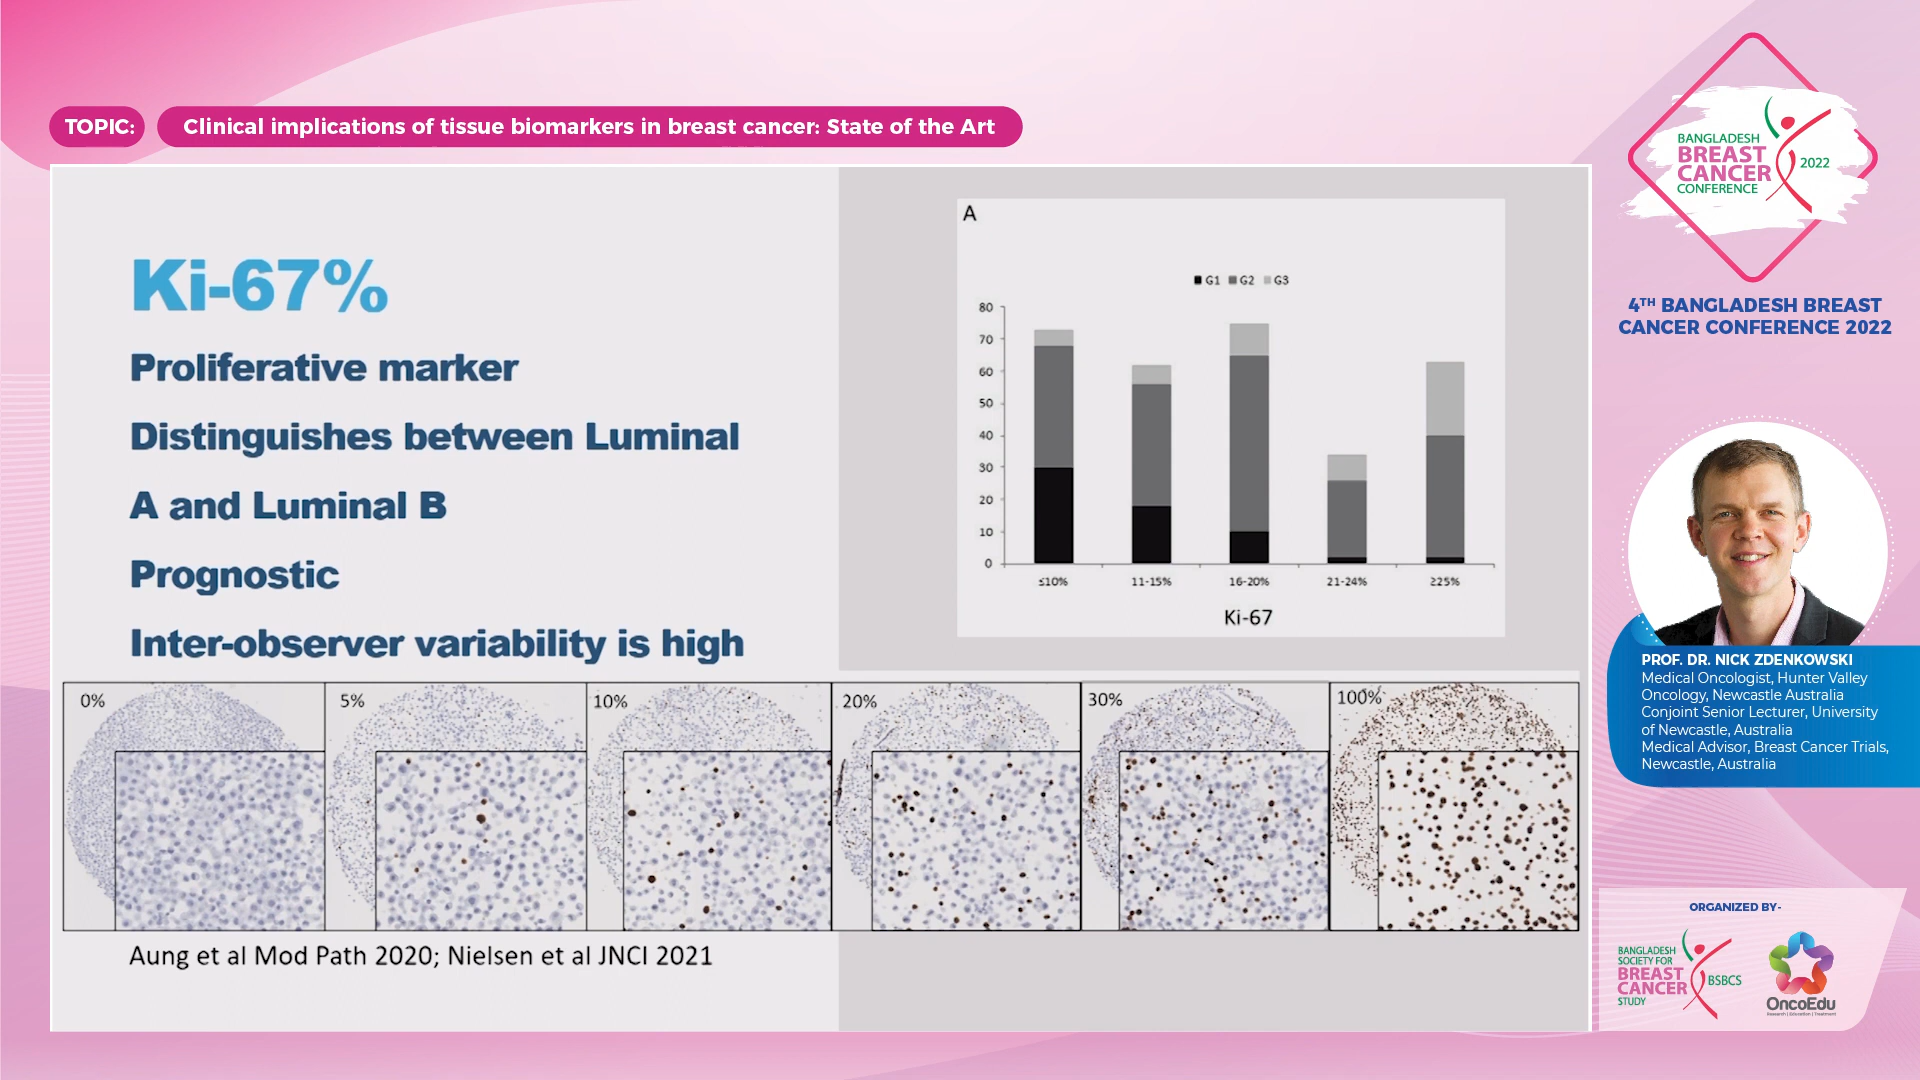 TOPIC:
Clinical implications of tissue biomarkers in breast cancer: State of the Art
Ki-67%
Proliferative marker
Distinguishes between Luminal
A and Luminal B
Prognostic
Inter-observer variability is high
A
G1 G2 G3
80
70
60
50
40
30
20
10
0
≤10% 11-15% 16-20% 21-24% ≥25%
Ki-67
0% 5% 10% 20% 30% 100%
Aung et al Mod Path 2020; Nielsen et al JNCI 2021
BANGLADESH
BREAST
CANCER
CONFERENCE
2022
4TH BANGLADESH BREAST
CANCER CONFERENCE 2022
PROF. DR. NICK ZDENKOWSKI
Medical Oncologist, Hunter Valley
Oncology, Newcastle Australia
Conjoint Senior Lecturer, University
of Newcastle, Australia
Medical Advisor, Breast Cancer Trials,
Newcastle, Australia
ORGANIZED BY-
BANGLADESH
SOCIETY FOR
BREAST
CANCER
STUDY
BSBCS
OncoEdu
Research | Education | Treatment